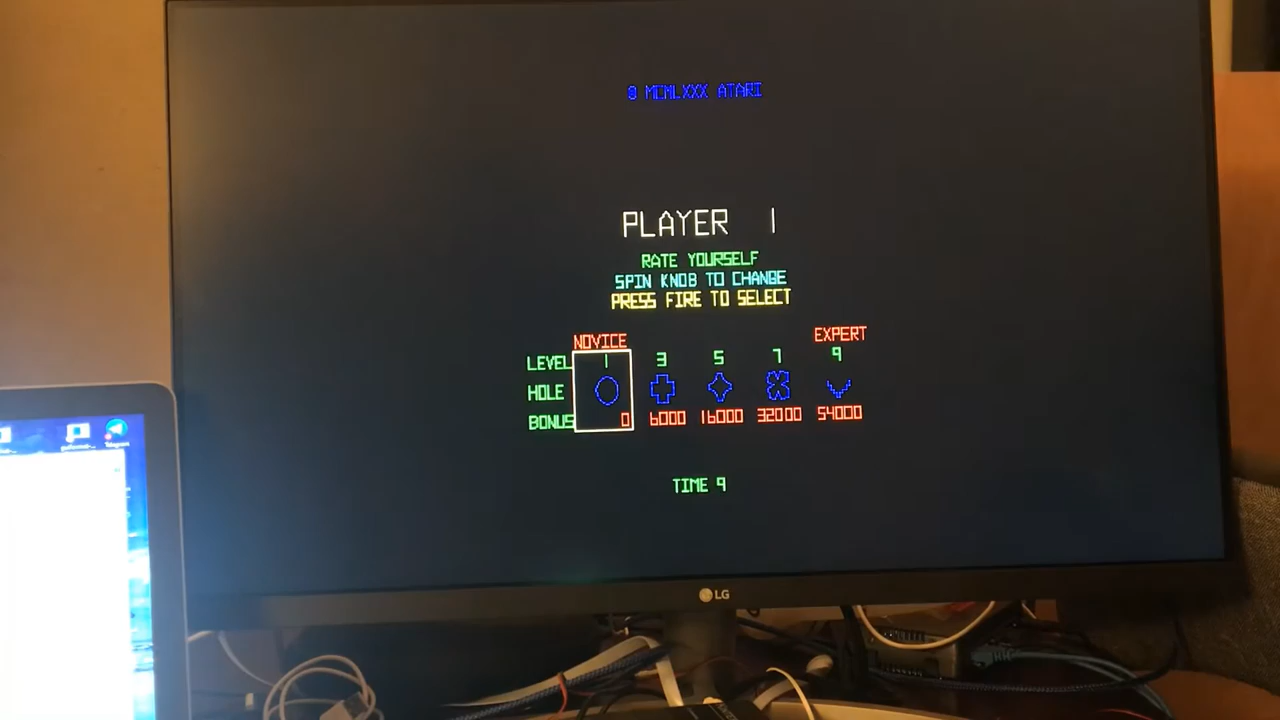 © MCMLXXX ATARI
PLAYER 1
RATE YOURSELF
SPIN KNOB TO CHANGE
PRESS FIRE TO SELECT
NOVICE EXPERT
LEVEL 1 3 5 7 9
HOLE
BONUS 0 6000 16000 32000 54000
TIME 9
LG
Telegram